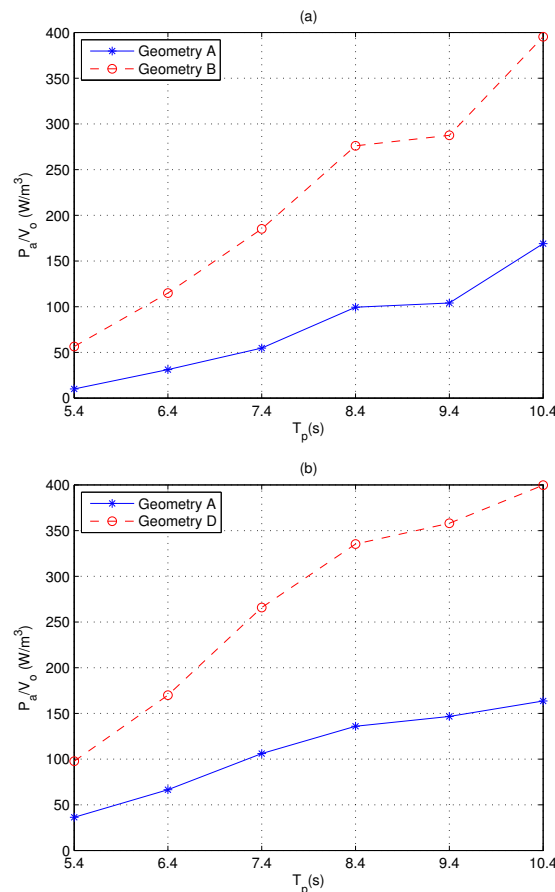 (a)
400
350
300
250
200
150
100
50
0
P_a/V_o (W/m^3)
Geometry A
Geometry B
5.4 6.4 7.4 8.4 9.4 10.4
T_p(s)
(b)
400
350
300
250
200
150
100
50
0
P_a/V_o (W/m^3)
Geometry A
Geometry D
5.4 6.4 7.4 8.4 9.4 10.4
T_p(s)